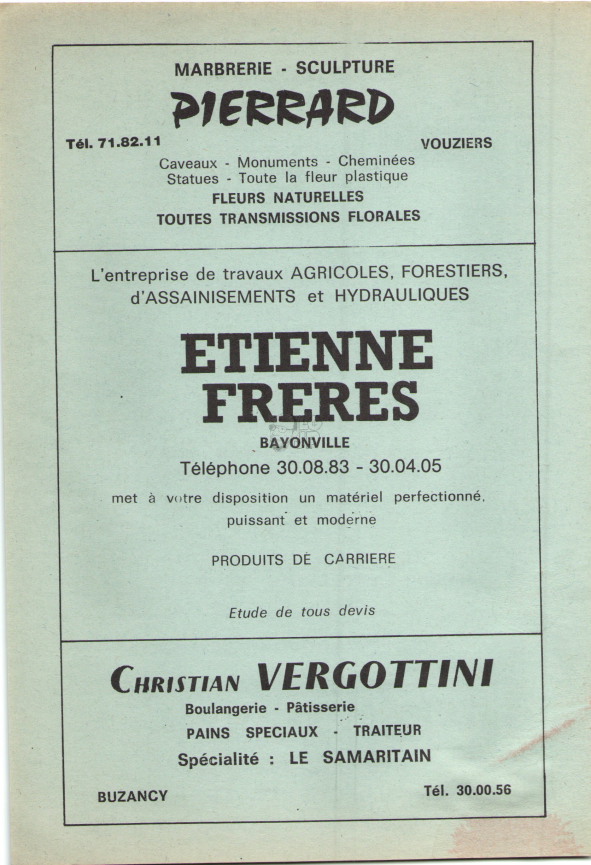 MARBRERIE - SCULPTURE
PIERRARD
Tél. 71.82.11 VOUZIERS
Caveaux - Monuments - Cheminées
Statues - Toute la fleur plastique
FLEURS NATURELLES
TOUTES TRANSMISSIONS FLORALES
L'entreprise de travaux AGRICOLES, FORESTIERS,
d'ASSAINISEMENTS et HYDRAULIQUES
ETIENNE
FRERES
BAYONVILLE
Téléphone 30.08.83 - 30.04.05
met à votre disposition un matériel perfectionné,
puissant et moderne
PRODUITS DE CARRIERE
Etude de tous devis
CHRISTIAN VERGOTTINI
Boulangerie - Pâtisserie
PAINS SPECIAUX - TRAITEUR
Spécialité : LE SAMARITAIN
BUZANCY Tél. 30.00.56